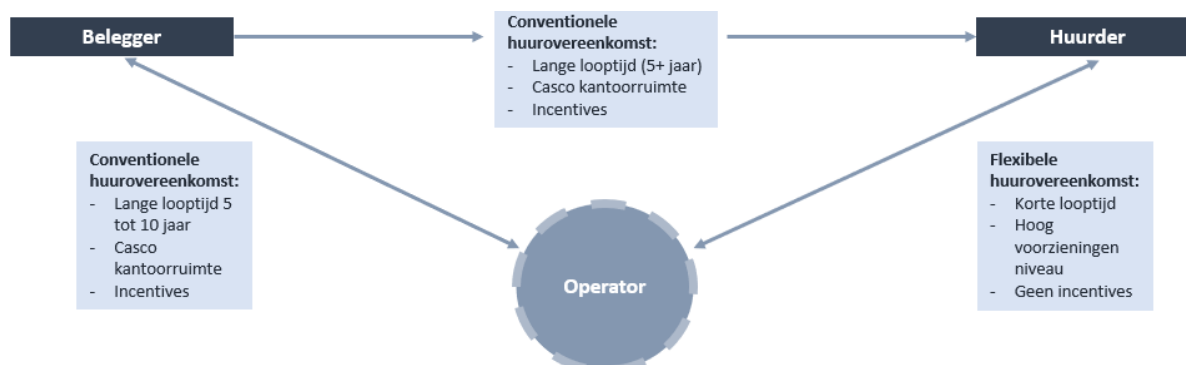 Belegger
Conventionele
huurovereenkomst:
- Lange looptijd (5+ jaar)
- Casco kantoorruimte
- Incentives
Huurder
Conventionele
huurovereenkomst:
- Lange looptijd 5
tot 10 jaar
- Casco
kantoorruimte
- Incentives
Operator
Flexibele
huurovereenkomst:
- Korte looptijd
- Hoog
voorzieningen
niveau
- Geen incentives